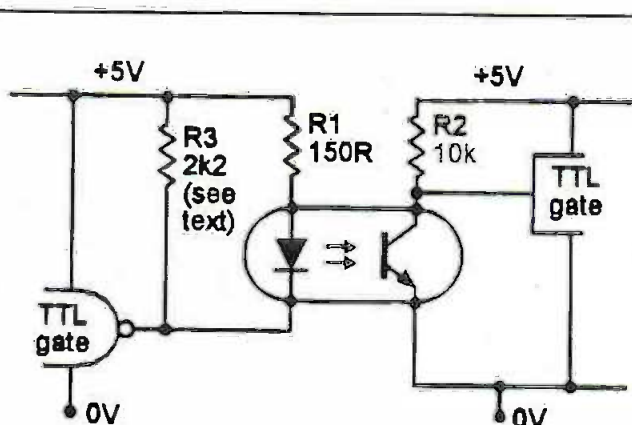 +5V
+5V
R3
2k2
(see
text)
R1
150R
R2
10k
TTL
gate
TTL
gate
0V
0V